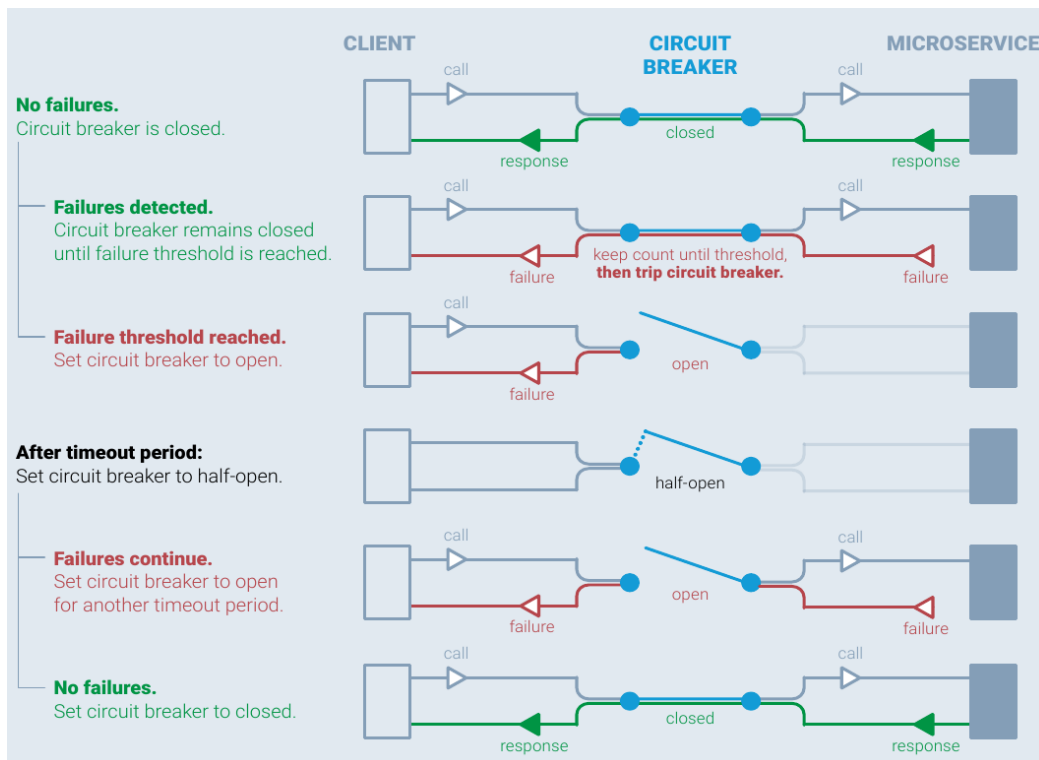 CLIENT
CIRCUIT
BREAKER
MICROSERVICE
No failures.
Circuit breaker is closed.
call
call
closed
response
response
Failures detected.
Circuit breaker remains closed
until failure threshold is reached.
call
call
keep count until threshold,
then trip circuit breaker.
failure
failure
Failure threshold reached.
Set circuit breaker to open.
call
open
failure
After timeout period:
Set circuit breaker to half-open.
half-open
Failures continue.
Set circuit breaker to open
for another timeout period.
call
call
open
failure
failure
No failures.
Set circuit breaker to closed.
call
call
closed
response
response